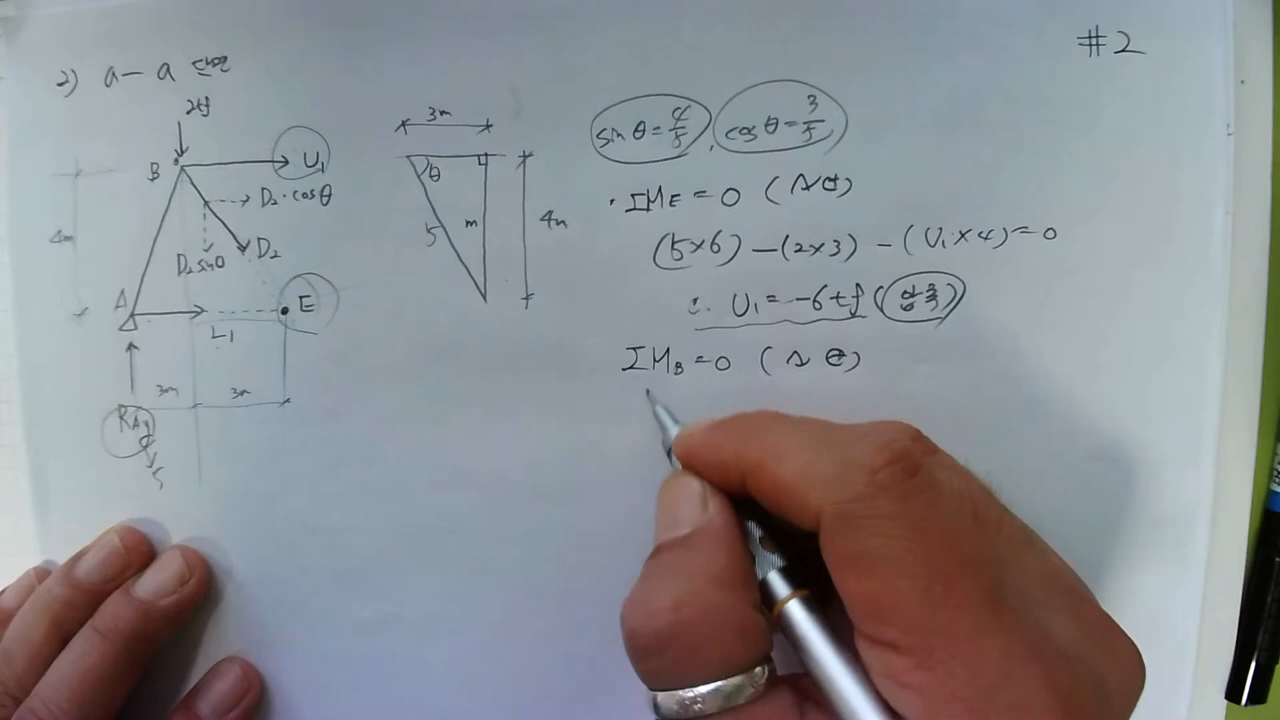 #2
2) a-a 단면
2tf
B
U₁
D₂·cosθ
D₂
D₂sinθ
4m
A
E
L₁
3m
3m
RAy
5
3m
θ
5
m
4m
sinθ=4/5, cosθ=3/5
·ΣME=0 (↷⊕)
(5×6)-(2×3)-(U₁×4)=0
∴ U₁=-6tf (압축)
ΣMB=0 (↷⊕)